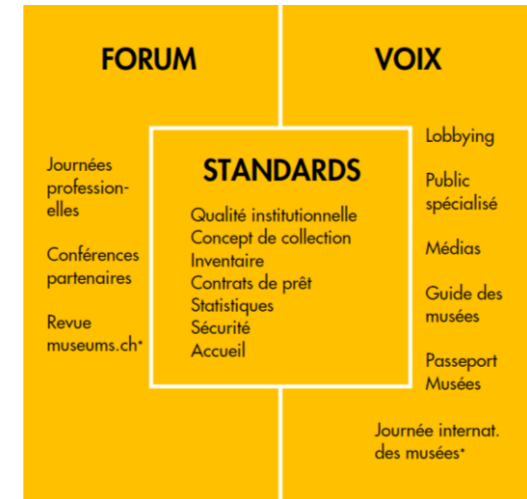 FORUM
Journées
profession-
elles
Conférences
partenaires
Revue
museums.ch*
STANDARDS
Qualité institutionnelle
Concept de collection
Inventaire
Contrats de prêt
Statistiques
Sécurité
Accueil
VOIX
Lobbying
Public
spécialisé
Médias
Guide des
musées
Passeport
Musées
Journée internat.
des musées*